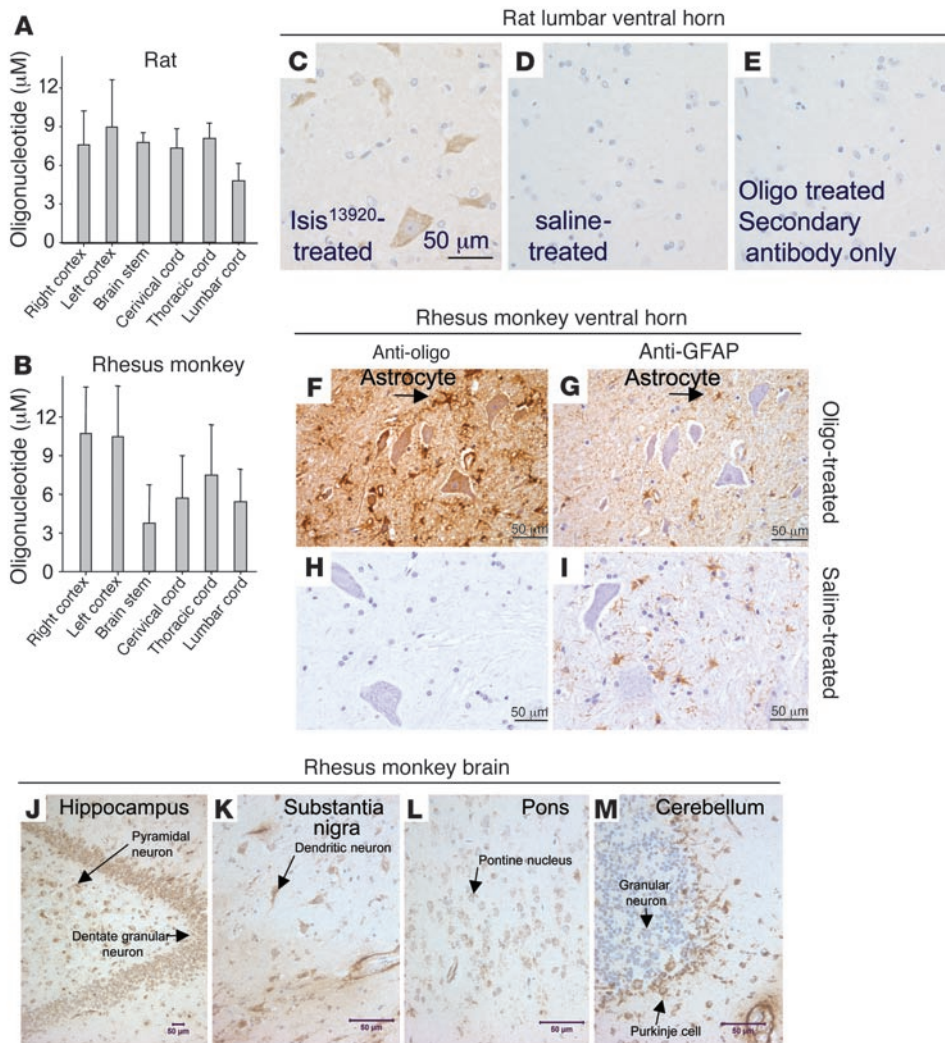 A
Rat
Oligonucleotide (μM)
12
9
6
3
0
Right cortex
Left cortex
Brain stem
Cerivical cord
Thoracic cord
Lumbar cord
B
Rhesus monkey
Oligonucleotide (μM)
12
9
6
3
0
Right cortex
Left cortex
Brain stem
Cerivical cord
Thoracic cord
Lumbar cord
Rat lumbar ventral horn
C
Isis13920-
treated
50 μm
D
saline-
treated
E
Oligo treated
Secondary
antibody only
Rhesus monkey ventral horn
Anti-oligo
Anti-GFAP
F
Astrocyte
50 μm
G
Astrocyte
50 μm
Oligo-treated
H
50 μm
I
50 μm
Saline-treated
Rhesus monkey brain
J
Hippocampus
Pyramidal
neuron
Dentate granular
neuron
50 μm
K
Substantia
nigra
Dendritic neuron
50 μm
L
Pons
Pontine nucleus
50 μm
M
Cerebellum
Granular
neuron
Purkinje cell
50 μm